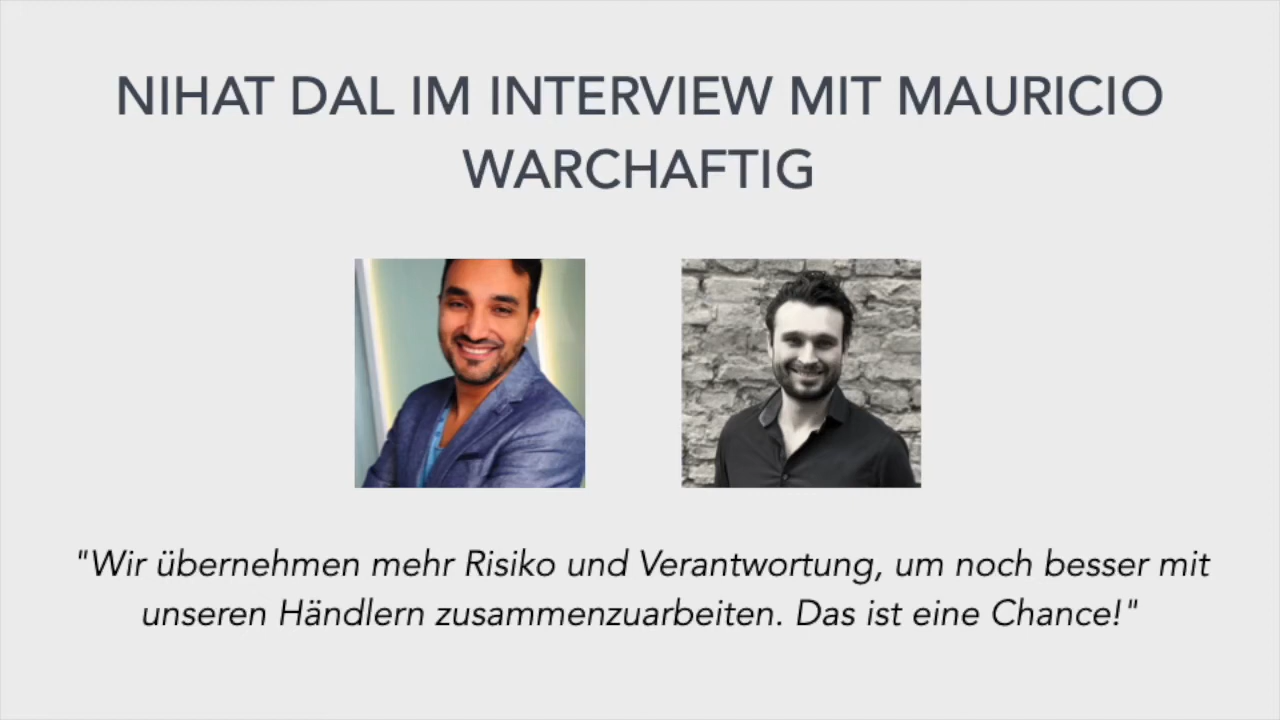 NIHAT DAL IM INTERVIEW MIT MAURICIO
WARCHAFTIG
"Wir übernehmen mehr Risiko und Verantwortung, um noch besser mit
unseren Händlern zusammenzuarbeiten. Das ist eine Chance!"